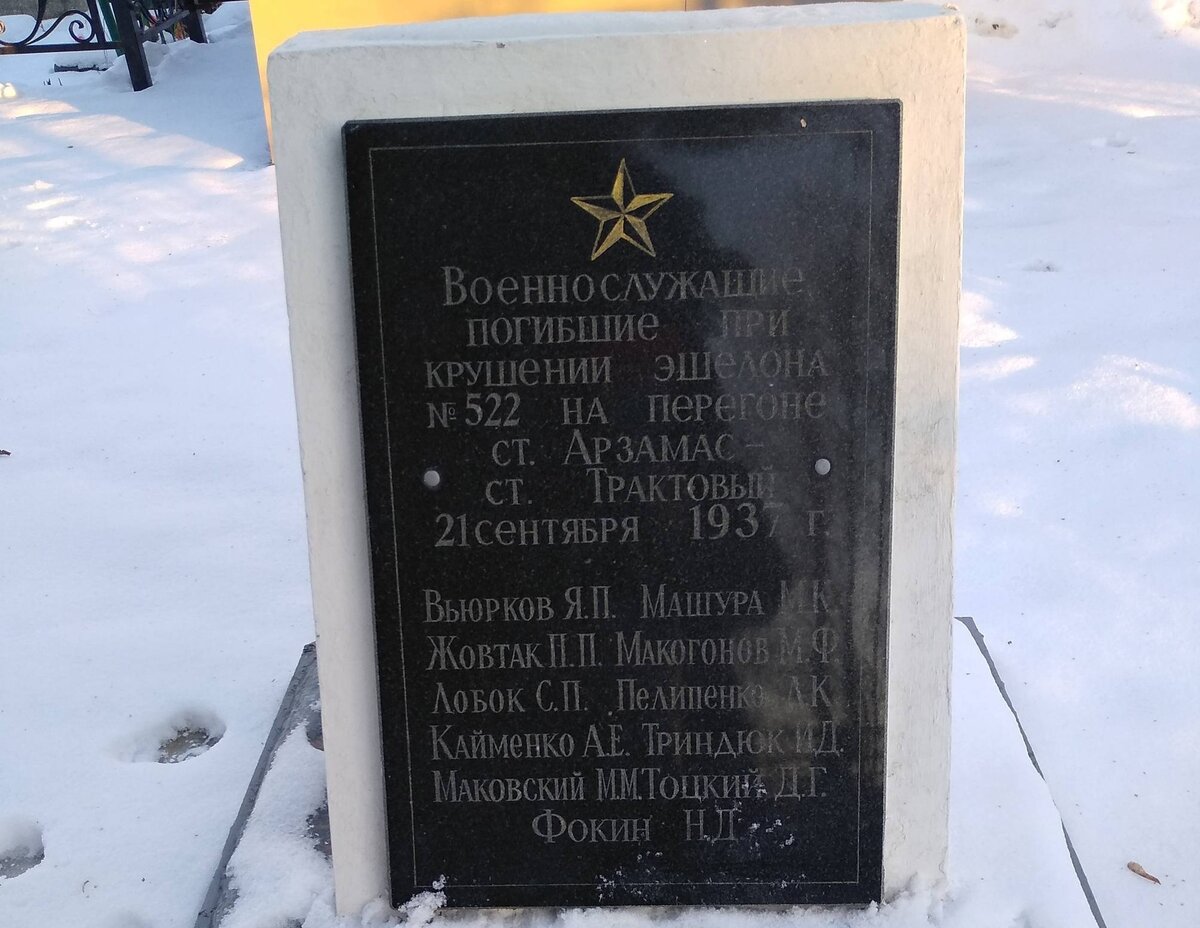 Военнослужащие
погибшие при
крушении эшелона
№522 на перегоне
ст. Арзамас-
ст. Трактовый
21 сентября 1937 г.
Вьюрков Я.П. Машура М.К.
Жовтак П.П. Макогонов М.Ф.
Лобок С.П. Пелипенко А.К.
Кайменко А.Е. Триндюк И.Д.
Маковский М.М. Тоцкий Д.Г.
Фокин Н.Д.